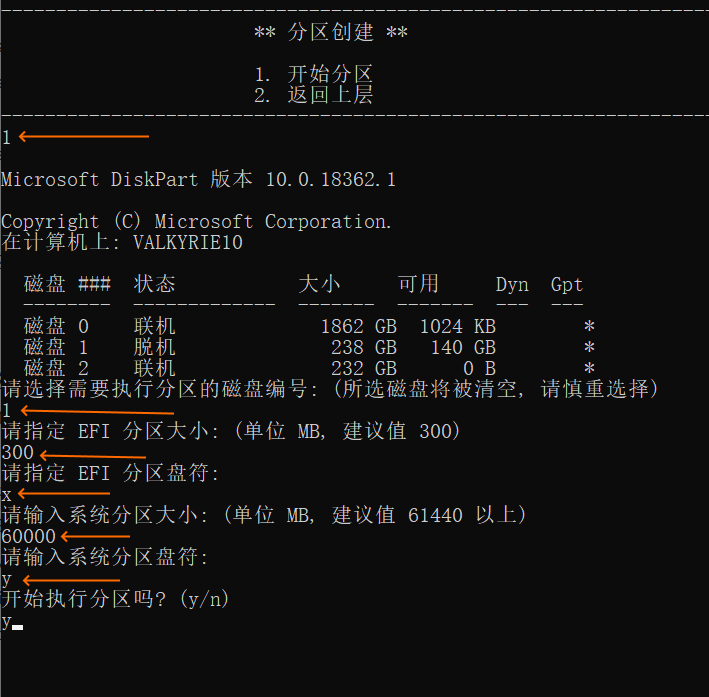 ** 分区创建 **
1. 开始分区
2. 返回上层
1
Microsoft DiskPart 版本 10.0.18362.1
Copyright (C) Microsoft Corporation.
在计算机上: VALKYRIE10
磁盘 ### 状态 大小 可用 Dyn Gpt
-------- ------------- ------- ------- --- ---
磁盘 0 联机 1862 GB 1024 KB *
磁盘 1 脱机 238 GB 140 GB *
磁盘 2 联机 232 GB 0 B *
请选择需要执行分区的磁盘编号: (所选磁盘将被清空, 请慎重选择)
1
请指定 EFI 分区大小: (单位 MB, 建议值 300)
300
请指定 EFI 分区盘符:
x
请输入系统分区大小: (单位 MB, 建议值 61440 以上)
60000
请输入系统分区盘符:
y
开始执行分区吗? (y/n)
y